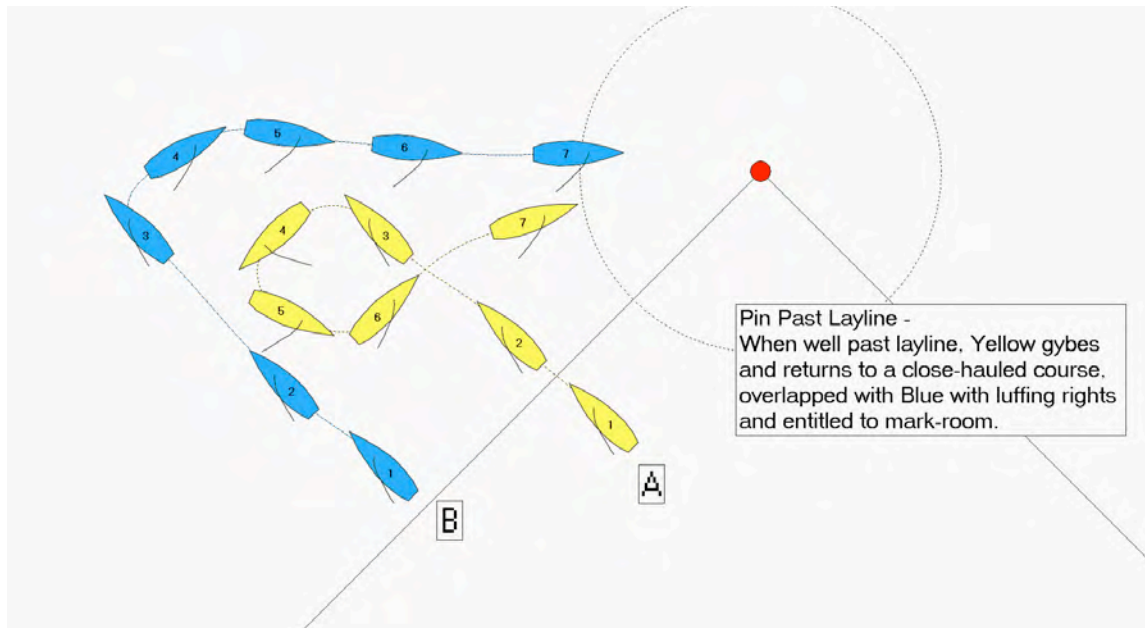 5
6
7
4
3
4
3
7
5
6
2
2
1
1
A
B
Pin Past Layline -
When well past layline, Yellow gybes
and returns to a close-hauled course,
overlapped with Blue with luffing rights
and entitled to mark-room.